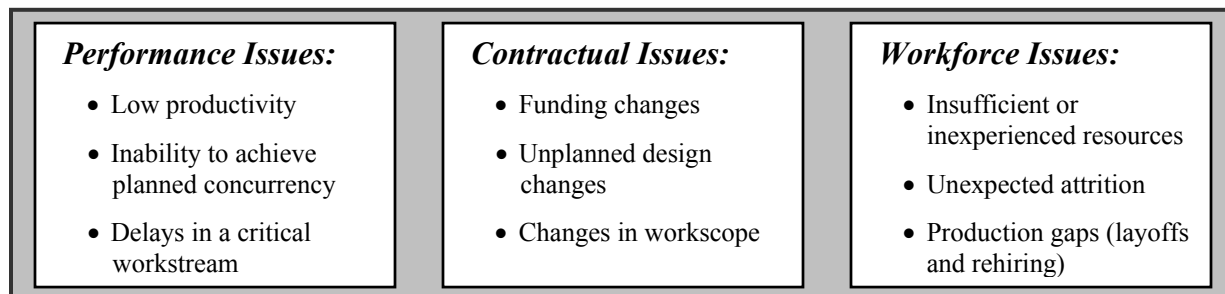 Performance Issues:
• Low productivity
• Inability to achieve
planned concurrency
• Delays in a critical
workstream
Contractual Issues:
• Funding changes
• Unplanned design
changes
• Changes in workscope
Workforce Issues:
• Insufficient or
inexperienced resources
• Unexpected attrition
• Production gaps (layoffs
and rehiring)